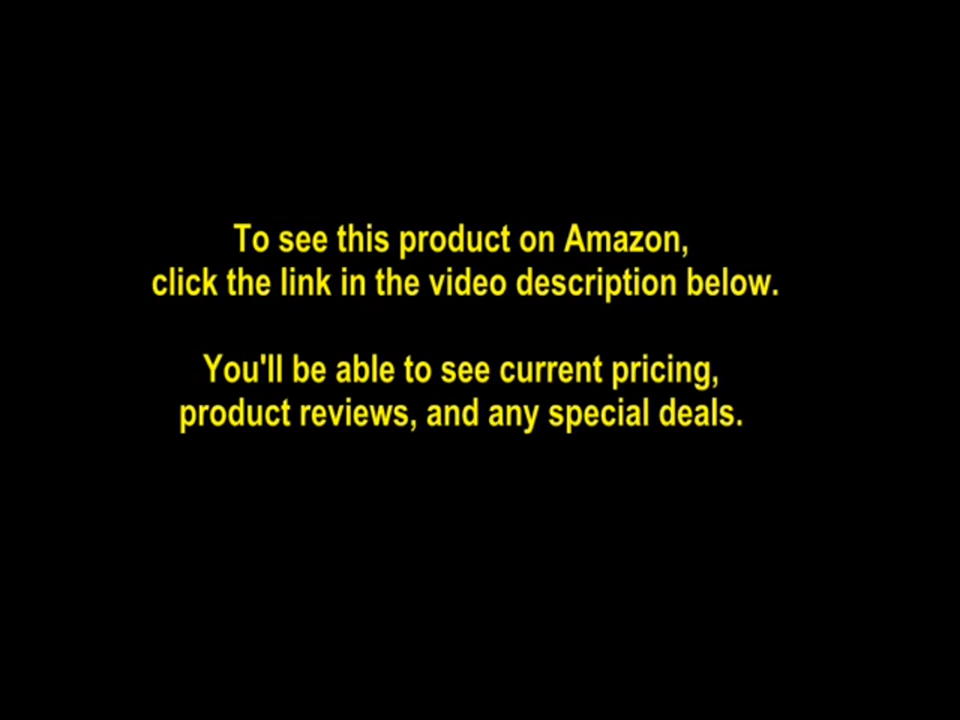 To see this product on Amazon,
click the link in the video description below.
You'll be able to see current pricing,
product reviews, and any special deals.